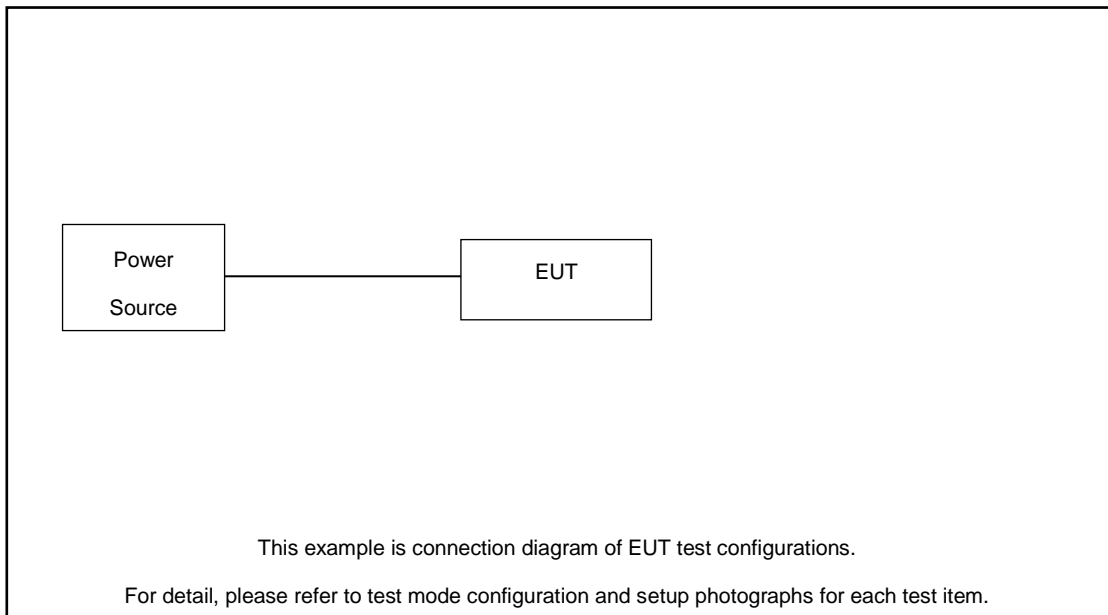 Power
Source
EUT
This example is connection diagram of EUT test configurations.
For detail, please refer to test mode configuration and setup photographs for each test item.